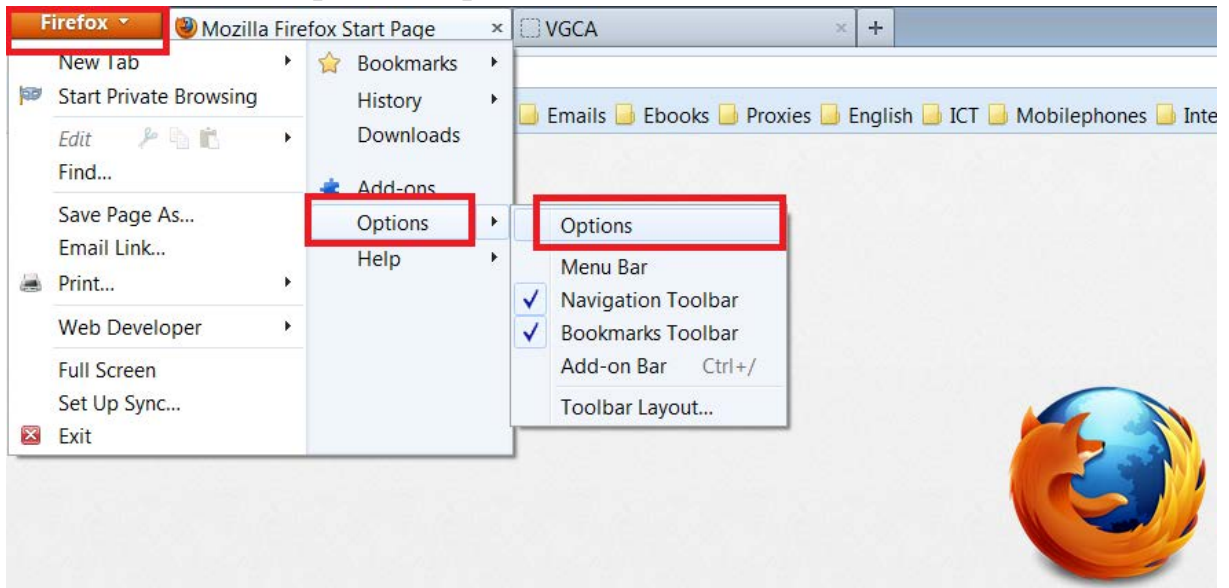 Firefox
Mozilla Firefox Start Page
VGCA
Emails Ebooks Proxies English ICT Mobilephones Inte
New Tab
Start Private Browsing
Edit
Find...
Save Page As...
Email Link...
Print...
Web Developer
Full Screen
Set Up Sync...
Exit
Bookmarks
History
Downloads
Add-ons
Options
Help
Options
Menu Bar
Navigation Toolbar
Bookmarks Toolbar
Add-on Bar Ctrl+/
Toolbar Layout...